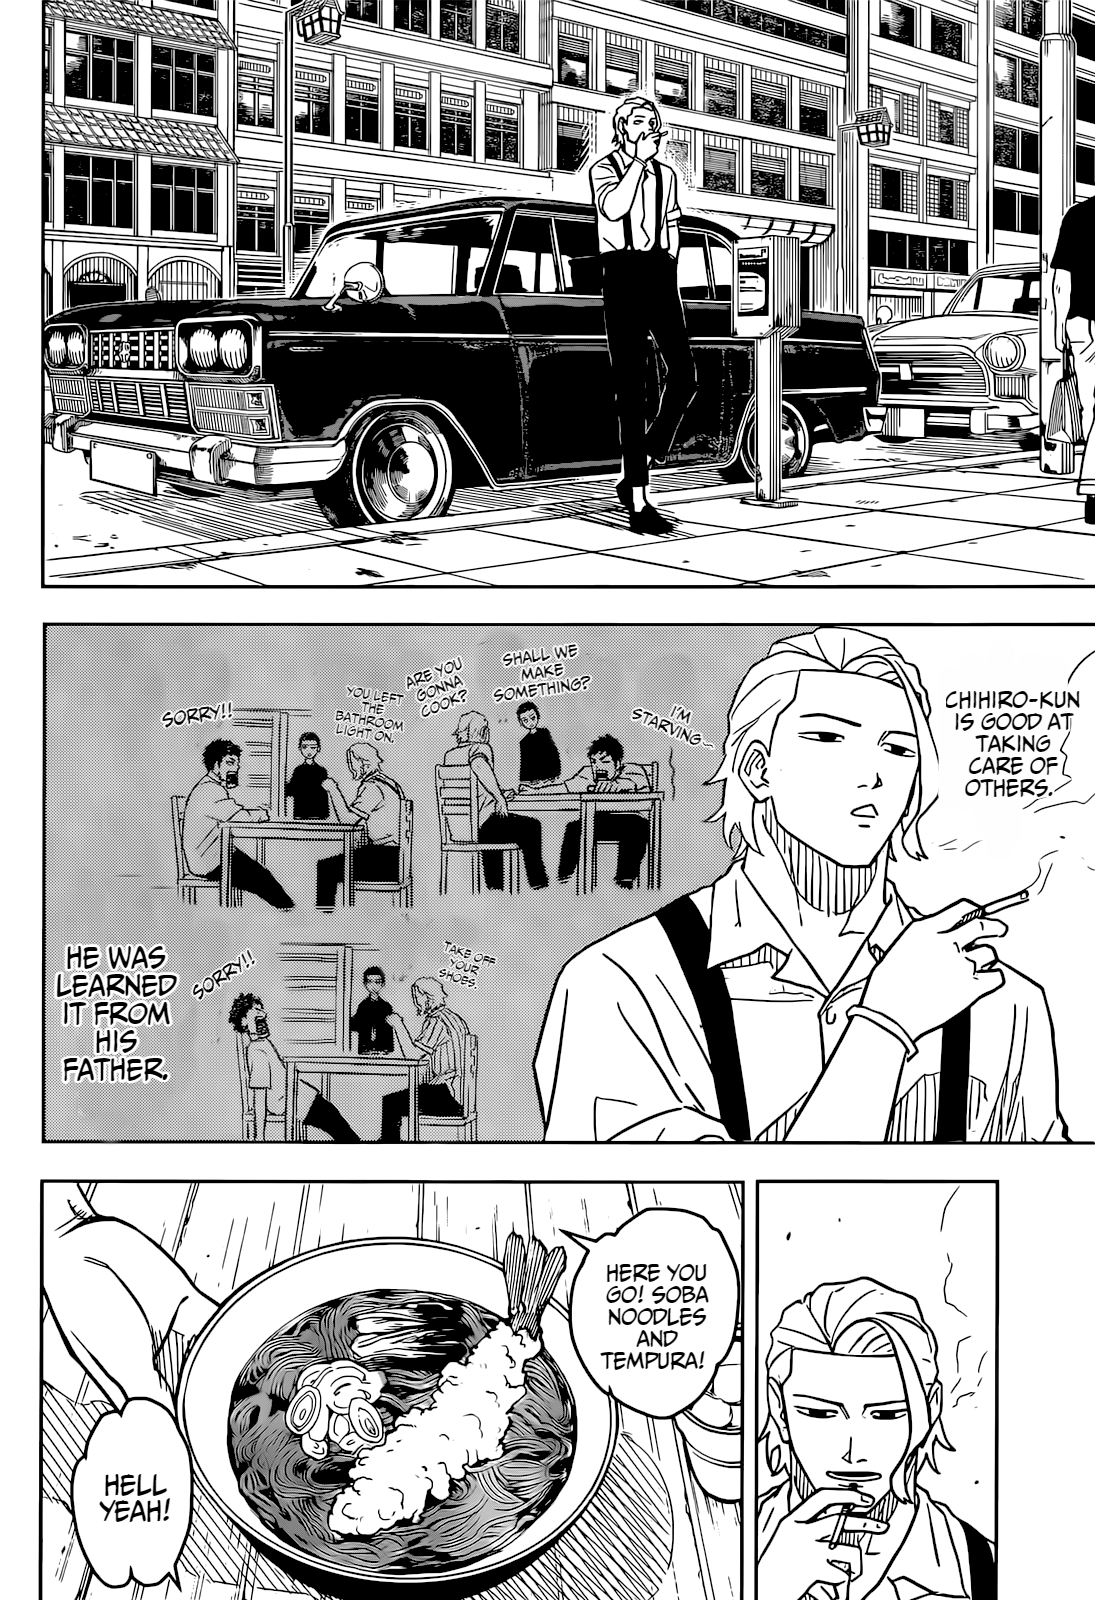 SORRY!!
YOU LEFT
THE
BATHROOM
LIGHT ON.
ARE YOU
GONNA
COOK?
SHALL WE
MAKE
SOMETHING?
I'M
STARVING~
CHIHIRO-KUN
IS GOOD AT
TAKING
CARE OF
OTHERS.
HE WAS
LEARNED
IT FROM
HIS
FATHER.
SORRY!!
TAKE OFF
YOUR
SHOES.
HERE YOU
GO! SOBA
NOODLES
AND
TEMPURA!
HELL
YEAH!